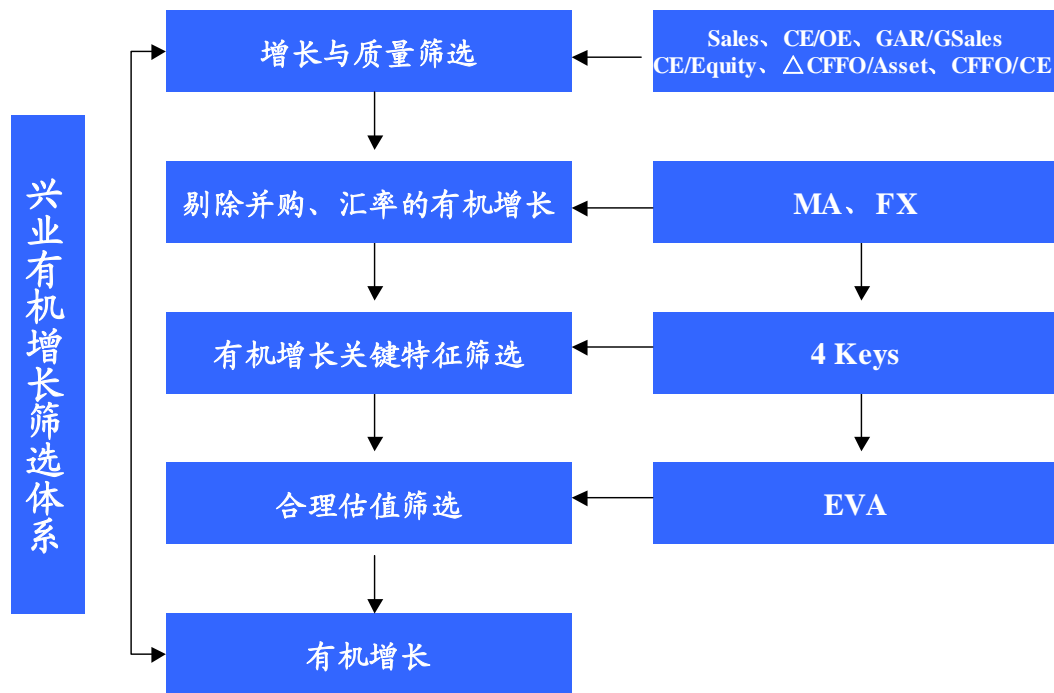 兴业有机增长筛选体系
增长与质量筛选
Sales、CE/OE、GAR/GSales
CE/Equity、△CFFO/Asset、CFFO/CE
剔除并购、汇率的有机增长
MA、FX
有机增长关键特征筛选
4 Keys
合理估值筛选
EVA
有机增长